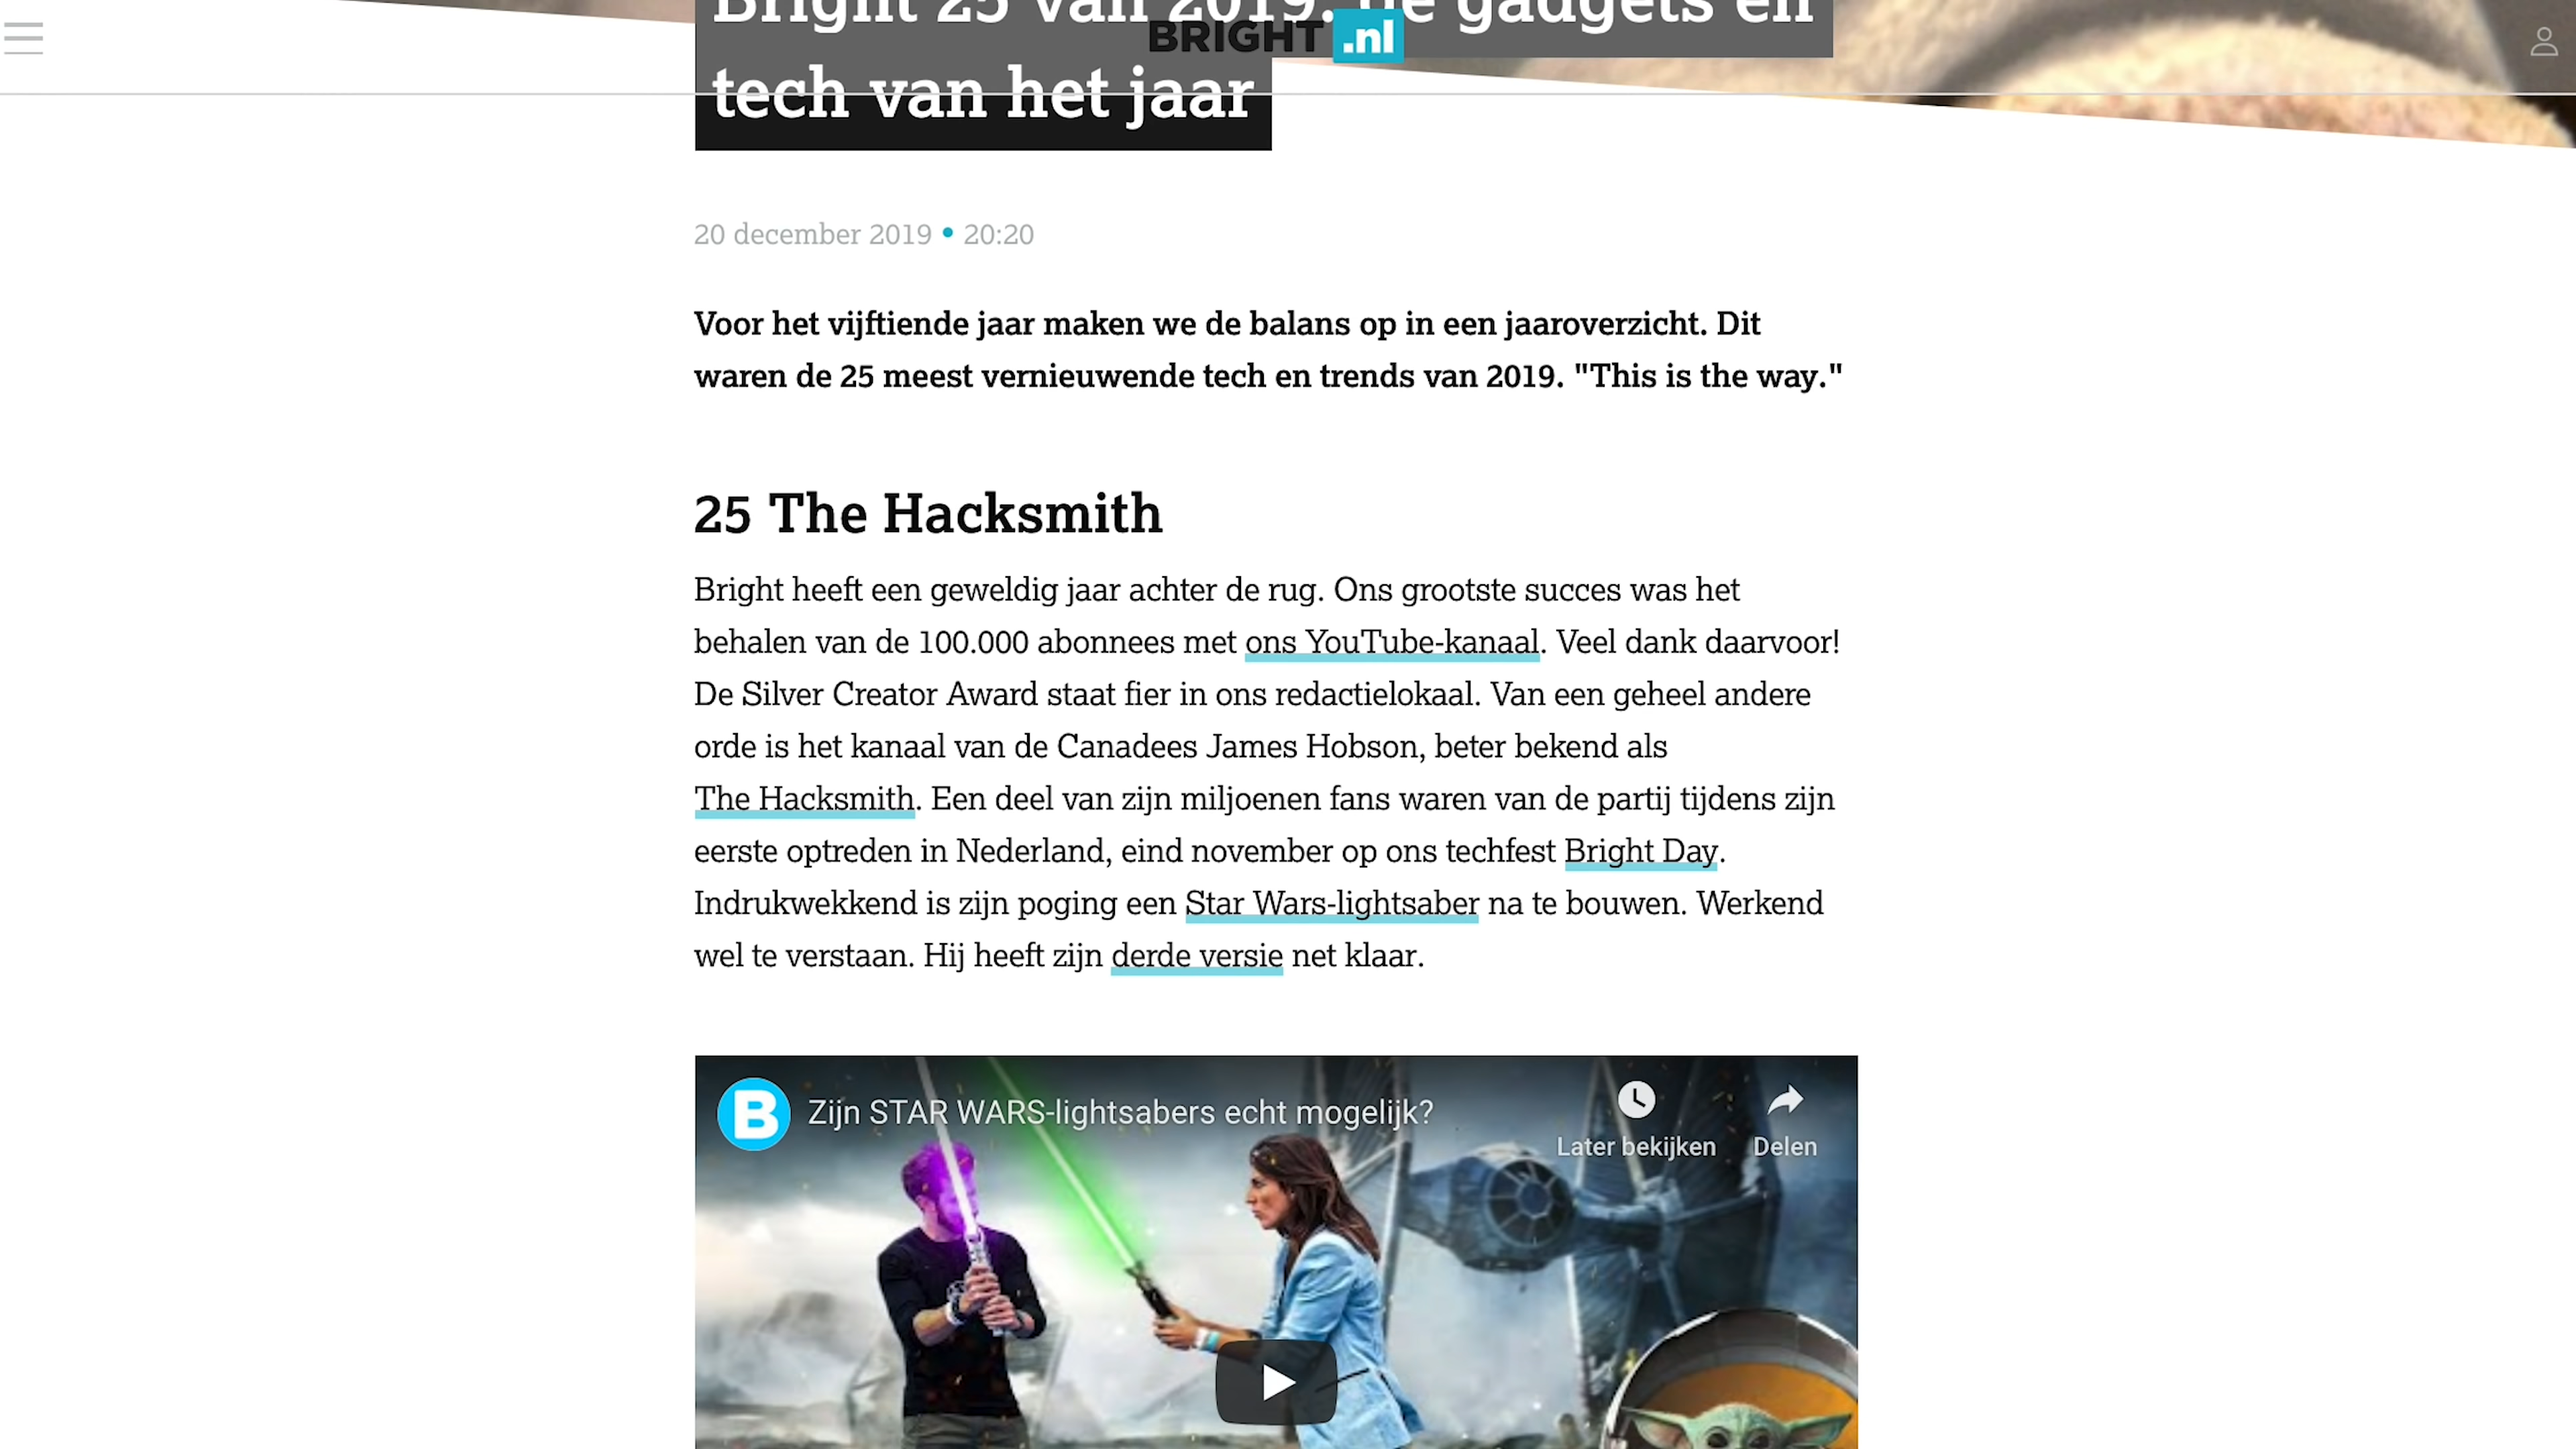 Bright 25 van 2019: de gadgets en
BRIGHT .nl
tech van het jaar
20 december 2019 • 20:20
Voor het vijftiende jaar maken we de balans op in een jaaroverzicht. Dit
waren de 25 meest vernieuwende tech en trends van 2019. "This is the way."
25 The Hacksmith
Bright heeft een geweldig jaar achter de rug. Ons grootste succes was het
behalen van de 100.000 abonnees met ons YouTube-kanaal. Veel dank daarvoor!
De Silver Creator Award staat fier in ons redactielokaal. Van een geheel andere
orde is het kanaal van de Canadees James Hobson, beter bekend als
The Hacksmith. Een deel van zijn miljoenen fans waren van de partij tijdens zijn
eerste optreden in Nederland, eind november op ons techfest Bright Day.
Indrukwekkend is zijn poging een Star Wars-lightsaber na te bouwen. Werkend
wel te verstaan. Hij heeft zijn derde versie net klaar.
B Zijn STAR WARS-lightsabers echt mogelijk?
Later bekijken Delen